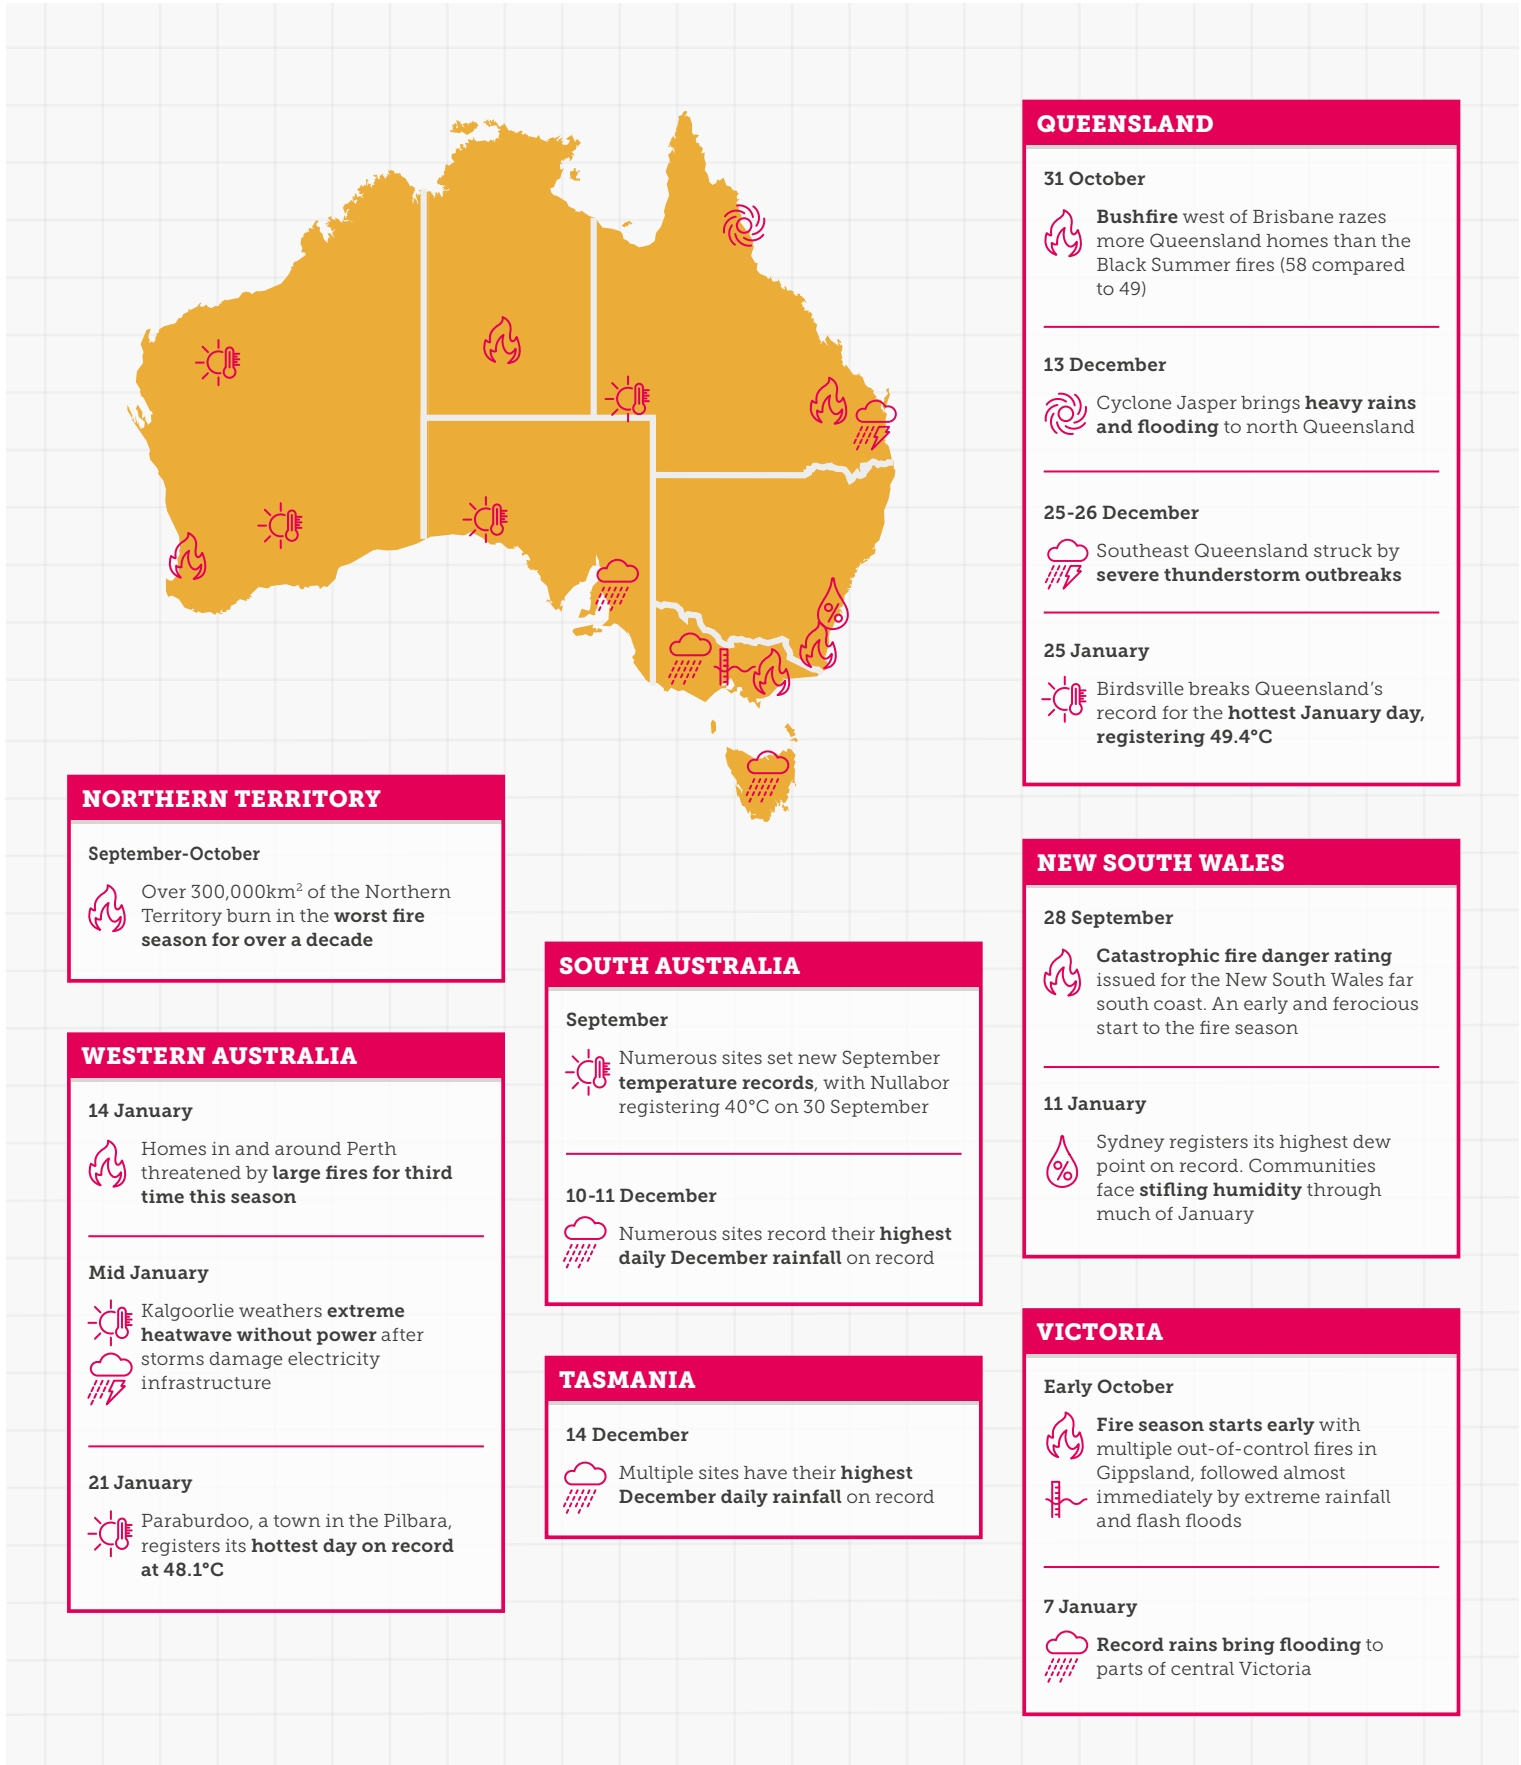 QUEENSLAND
31 October
Bushfire west of Brisbane razes
more Queensland homes than the
Black Summer fires (58 compared
to 49)
13 December
Cyclone Jasper brings heavy rains
and flooding to north Queensland
25-26 December
Southeast Queensland struck by
severe thunderstorm outbreaks
25 January
Birdsville breaks Queensland's
record for the hottest January day,
registering 49.4°C
NORTHERN TERRITORY
September-October
Over 300,000km² of the Northern
Territory burn in the worst fire
season for over a decade
WESTERN AUSTRALIA
14 January
Homes in and around Perth
threatened by large fires for third
time this season
Mid January
Kalgoorlie weathers extreme
heatwave without power after
storms damage electricity
infrastructure
21 January
Paraburdoo, a town in the Pilbara,
registers its hottest day on record
at 48.1°C
SOUTH AUSTRALIA
September
Numerous sites set new September
temperature records, with Nullabor
registering 40°C on 30 September
10-11 December
Numerous sites record their highest
daily December rainfall on record
TASMANIA
14 December
Multiple sites have their highest
December daily rainfall on record
NEW SOUTH WALES
28 September
Catastrophic fire danger rating
issued for the New South Wales far
south coast. An early and ferocious
start to the fire season
11 January
%
Sydney registers its highest dew
point on record. Communities
face stifling humidity through
much of January
VICTORIA
Early October
Fire season starts early with
multiple out-of-control fires in
Gippsland, followed almost
immediately by extreme rainfall
and flash floods
7 January
Record rains bring flooding to
parts of central Victoria
%